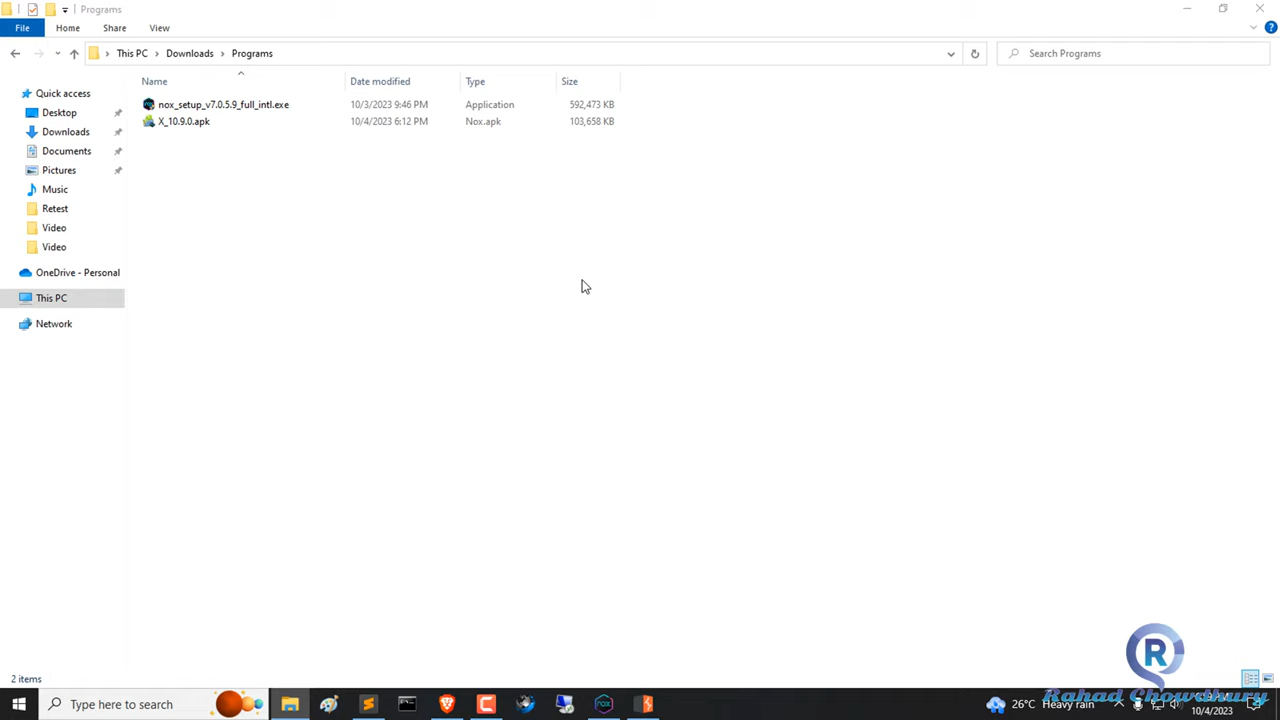 Programs
File Home Share View
This PC Downloads Programs Search Programs
Name Date modified Type Size
nox_setup_v7.0.5.9_full_intl.exe 10/3/2023 9:46 PM Application 592,473 KB
X_10.9.0.apk 10/4/2023 6:12 PM Nox.apk 103,658 KB
Quick access
Desktop
Downloads
Documents
Pictures
Music
Retest
Video
Video
OneDrive - Personal
This PC
Network
2 items
R
Rahad Chowdhury
Type here to search
nox
26°C Heavy rain
10/4/2023